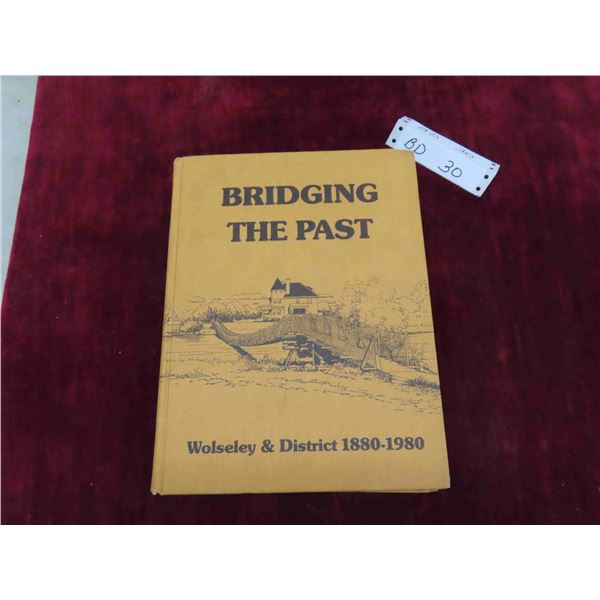 BRIDGING
THE PAST
Wolseley & District 1880-1980
BD 30